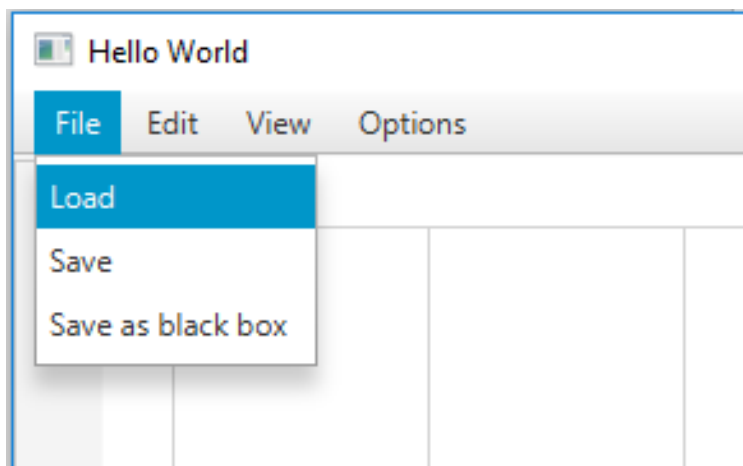 Hello World
File Edit View Options
Load
Save
Save as black box